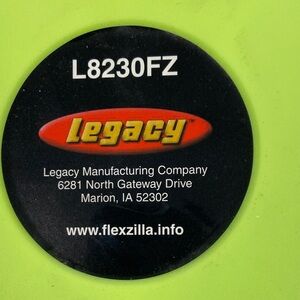 L8230FZ
Legacy
Legacy Manufacturing Company
6281 North Gateway Drive
Marion, IA 52302
www.flexzilla.info